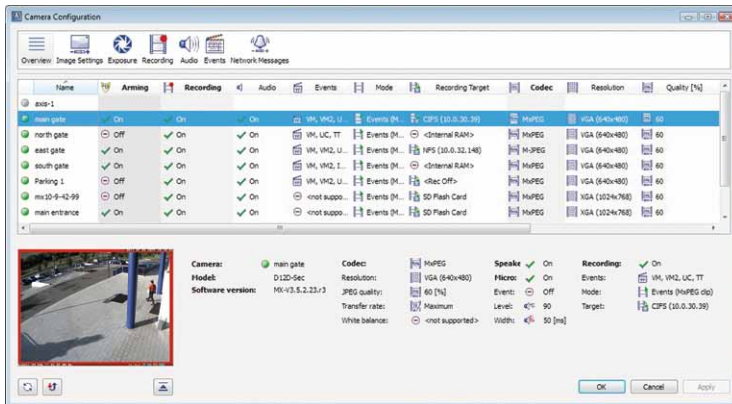 Camera Configuration
Overview Image Settings Exposure Recording Audio Events Network Messages
Name Arming Recording Audio Events Mode Recording Target Codec Resolution Quality [%]
axis-1
main gate On On On VM, VM2, U... Events (M... CIFS (10.0.30.39) MxPEG VGA (640x480) 60
north gate Off On On VM, UC, TT Events (M... <Internal RAM> MxPEG VGA (640x480) 60
east gate On On On VM, VM2, U... Events (M... NFS (10.0.32.148) M-JPEG VGA (640x480) 60
south gate Off On On VM, VM2, I... Events (M... <Internal RAM> MxPEG VGA (640x480) 60
Parking 1 Off On On VM, VM2, U... Events (M... <Rec Off> MxPEG VGA (640x480) 60
mx10-9-42-99 Off On On <not suppo... Events (M... SD Flash Card MxPEG XGA (1024x768) 60
main entrance On On On <not suppo... Events (M... SD Flash Card MxPEG XGA (1024x768) 60
Camera: main gate Codec: MxPEG Speake On Recording: On
Model: D12D-Sec Resolution: VGA (640x480) Micro: On Events: VM, VM2, UC, TT
Software version: MX-V3.5.2.23.r3 JPEG quality: 60 [%] Event: Off Mode: Events (MxPEG clip)
Transfer rate: Maximum Level: 90 Target: CIFS (10.0.30.39)
White balance: <not supported> Width: 50 [ms]
OK Cancel Apply